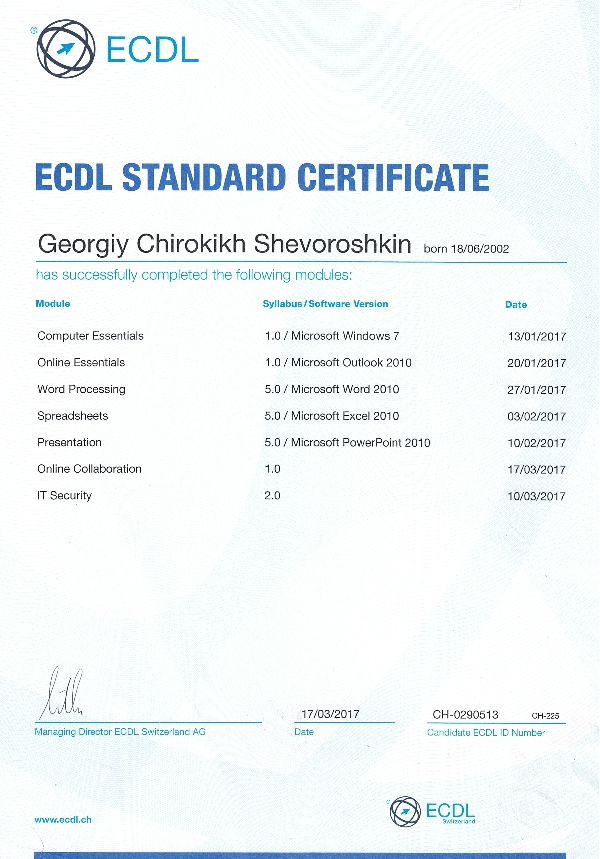 ® ECDL
ECDL STANDARD CERTIFICATE
Georgiy Chirokikh Shevoroshkin born 18/06/2002
has successfully completed the following modules:
Module Syllabus/Software Version Date
Computer Essentials 1.0 / Microsoft Windows 7 13/01/2017
Online Essentials 1.0 / Microsoft Outlook 2010 20/01/2017
Word Processing 5.0 / Microsoft Word 2010 27/01/2017
Spreadsheets 5.0 / Microsoft Excel 2010 03/02/2017
Presentation 5.0 / Microsoft PowerPoint 2010 10/02/2017
Online Collaboration 1.0 17/03/2017
IT Security 2.0 10/03/2017
17/03/2017 CH-0290513 CH-225
Managing Director ECDL Switzerland AG Date Candidate ECDL ID Number
www.ecdl.ch ® ECDL
Switzerland